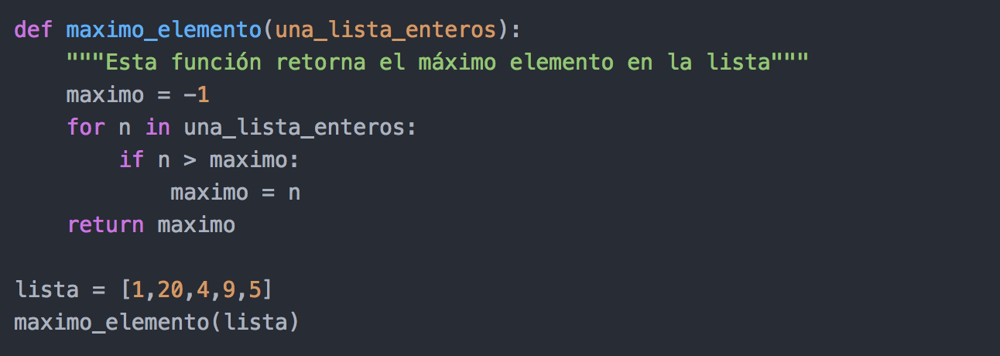 def maximo_elemento(una_lista_enteros):
    """Esta función retorna el máximo elemento en la lista"""
    maximo = -1
    for n in una_lista_enteros:
        if n > maximo:
            maximo = n
    return maximo

lista = [1,20,4,9,5]
maximo_elemento(lista)